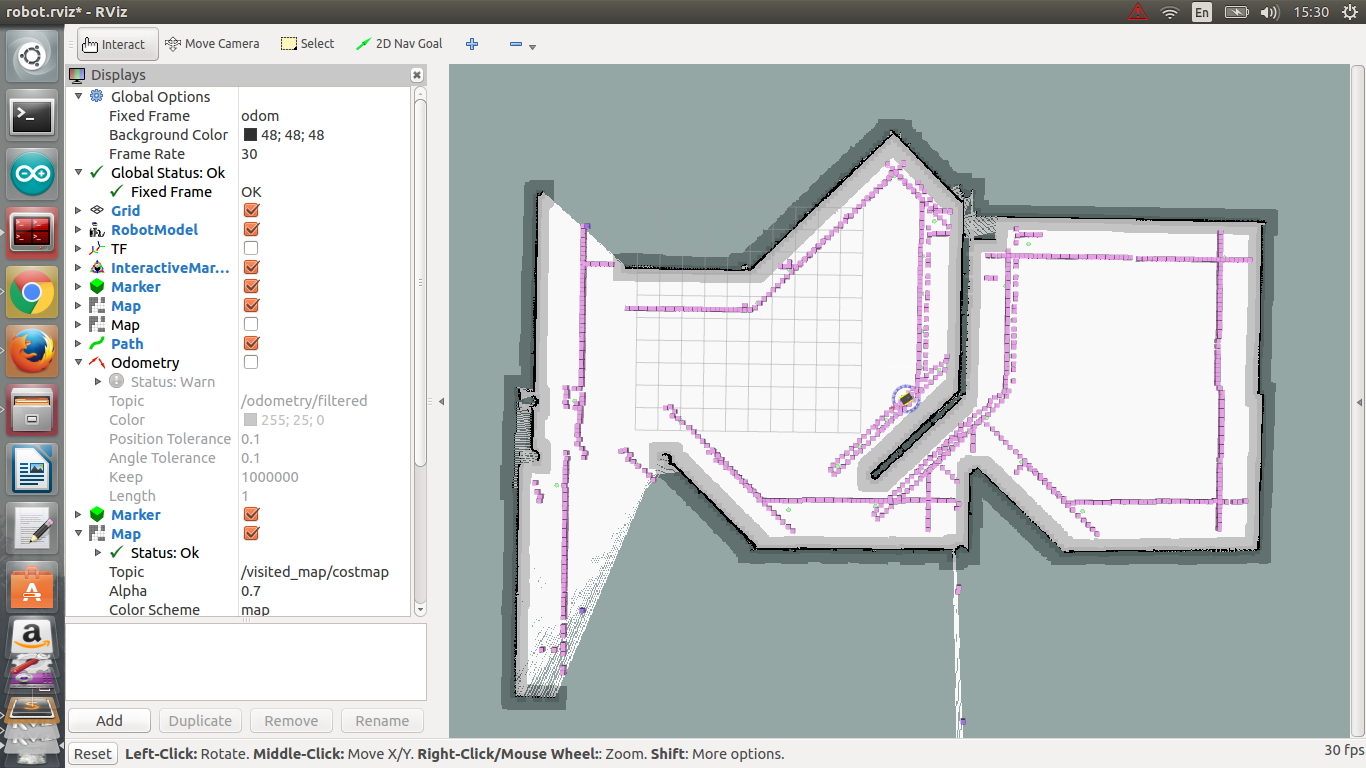 robot.rviz* - RViz
En
15:30
Interact
Move Camera
Select
2D Nav Goal
Displays
Global Options
Fixed Frame odom
Background Color 48; 48; 48
Frame Rate 30
Global Status: Ok
Fixed Frame OK
Grid
RobotModel
TF
InteractiveMar...
Marker
Map
Map
Path
Odometry
Status: Warn
Topic /odometry/filtered
Color 255; 25; 0
Position Tolerance 0.1
Angle Tolerance 0.1
Keep 1000000
Length 1
Marker
Map
Status: Ok
Topic /visited_map/costmap
Alpha 0.7
Color Scheme map
Add
Duplicate
Remove
Rename
Reset
Left-Click: Rotate. Middle-Click: Move X/Y. Right-Click/Mouse Wheel:: Zoom. Shift: More options.
30 fps